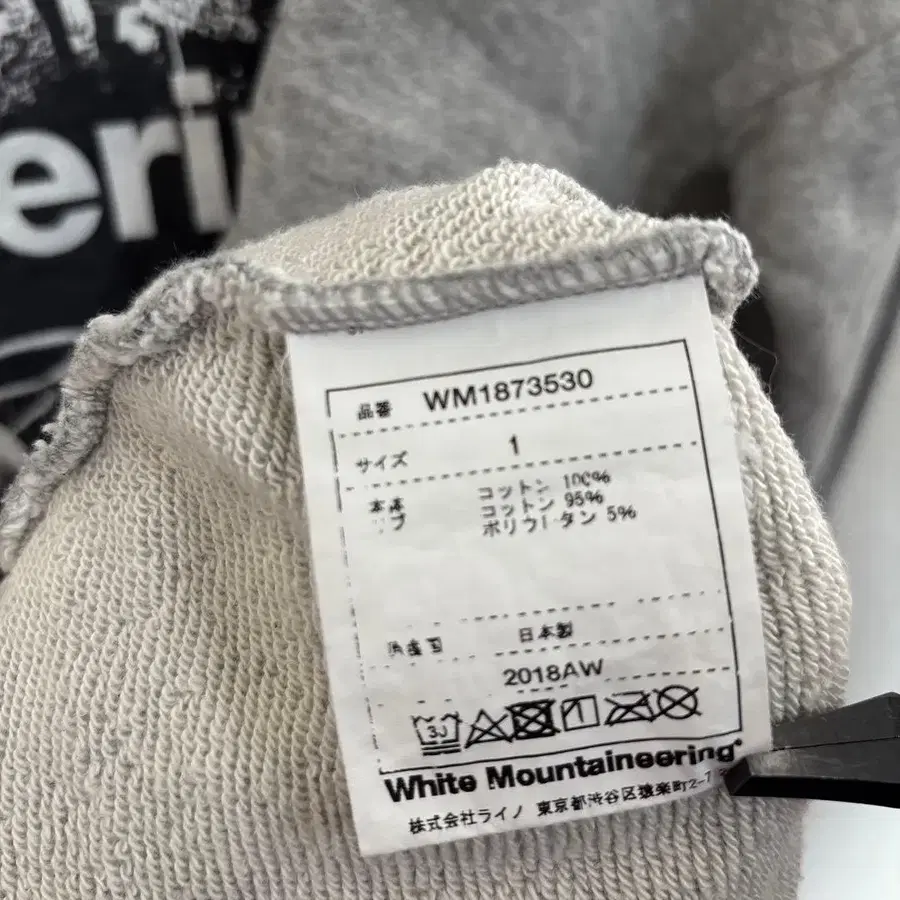 eri
品番 WM1873530
サイズ 1
本体 コットン 100%
コットン 95%
ポリウレタン 5%
日本製
2018AW
30
White Mountaineering
株式会社ライノ 東京都渋谷区猿楽町2-7